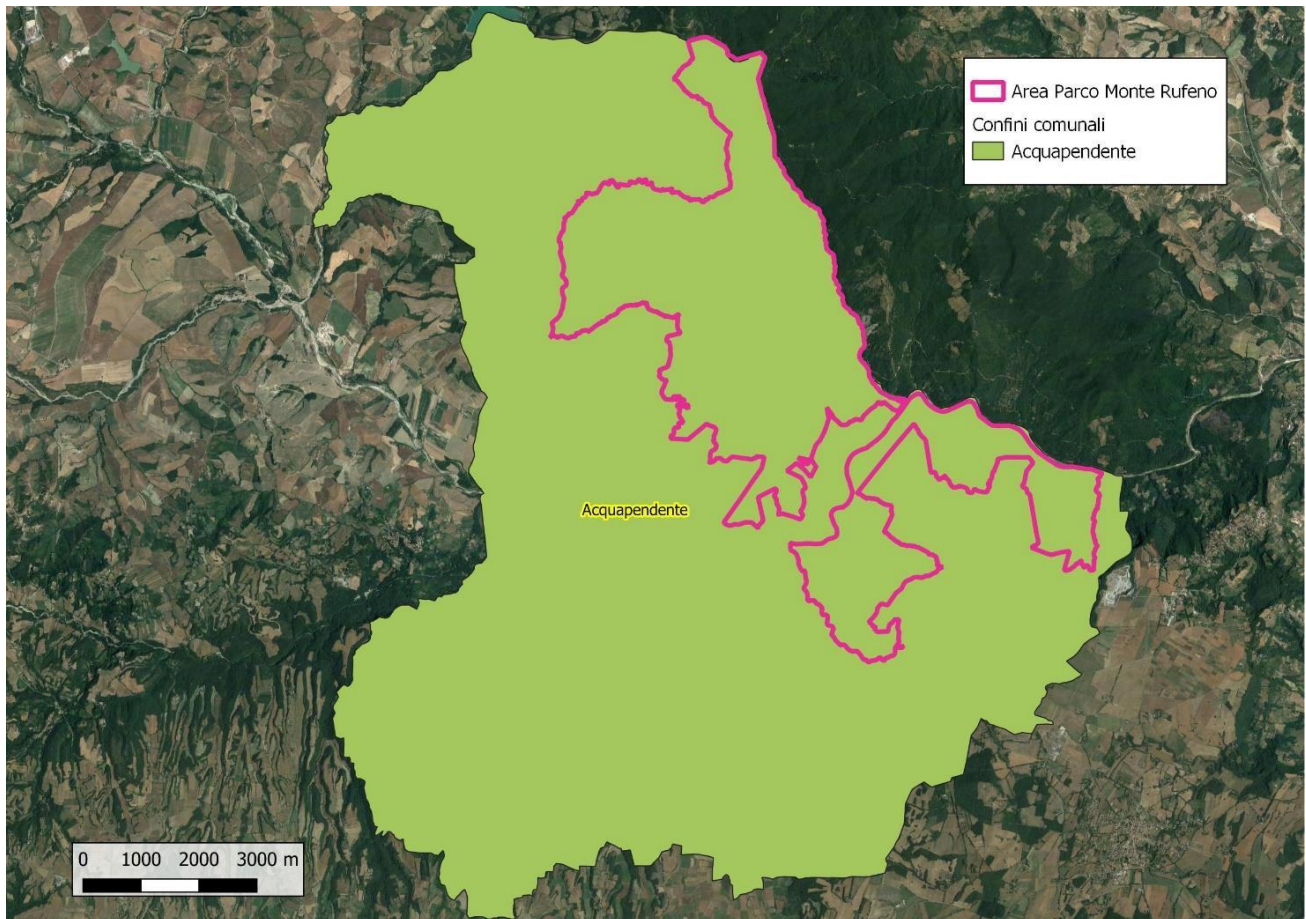 Area Parco Monte Rufeno
Confini comunali
Acquapendente
Acquapendente
0 1000 2000 3000 m